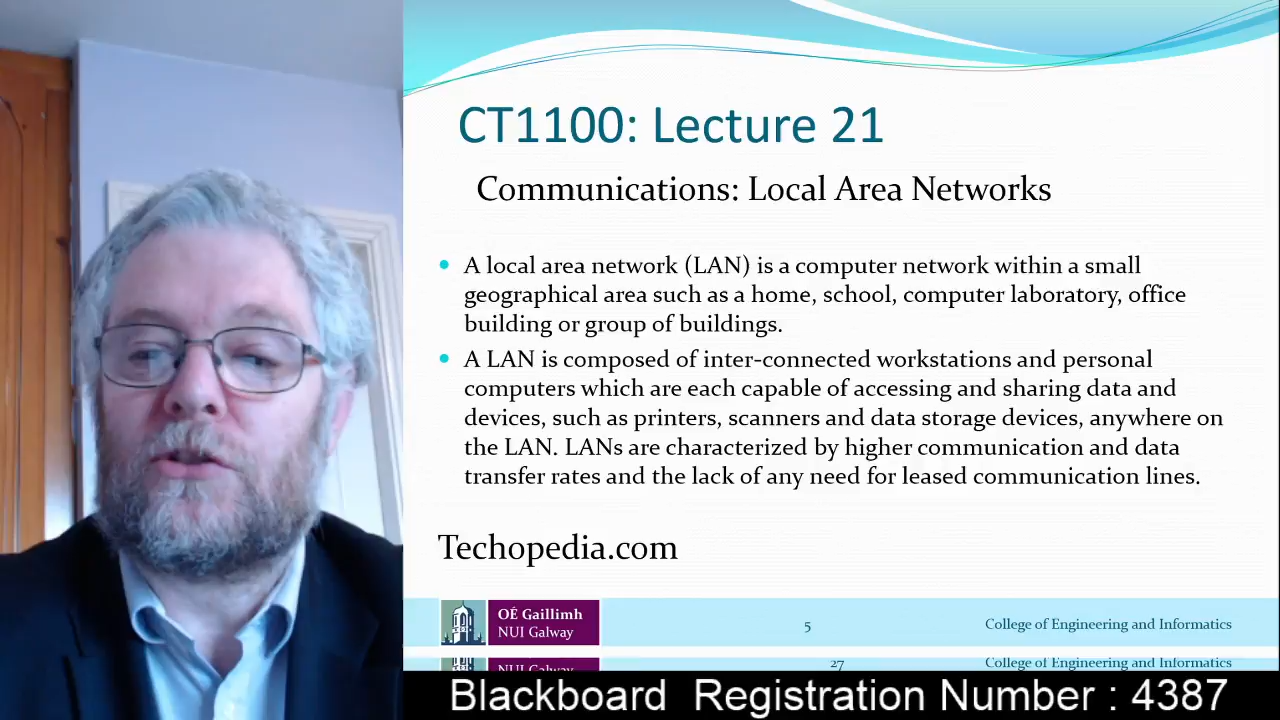 CT1100: Lecture 21
Communications: Local Area Networks
A local area network (LAN) is a computer network within a small
geographical area such as a home, school, computer laboratory, office
building or group of buildings.
A LAN is composed of inter-connected workstations and personal
computers which are each capable of accessing and sharing data and
devices, such as printers, scanners and data storage devices, anywhere on
the LAN. LANs are characterized by higher communication and data
transfer rates and the lack of any need for leased communication lines.
Techopedia.com
OÉ Gaillimh
NUI Galway
5
College of Engineering and Informatics
NUI Galway
27
College of Engineering and Informatics
Blackboard Registration Number : 4387